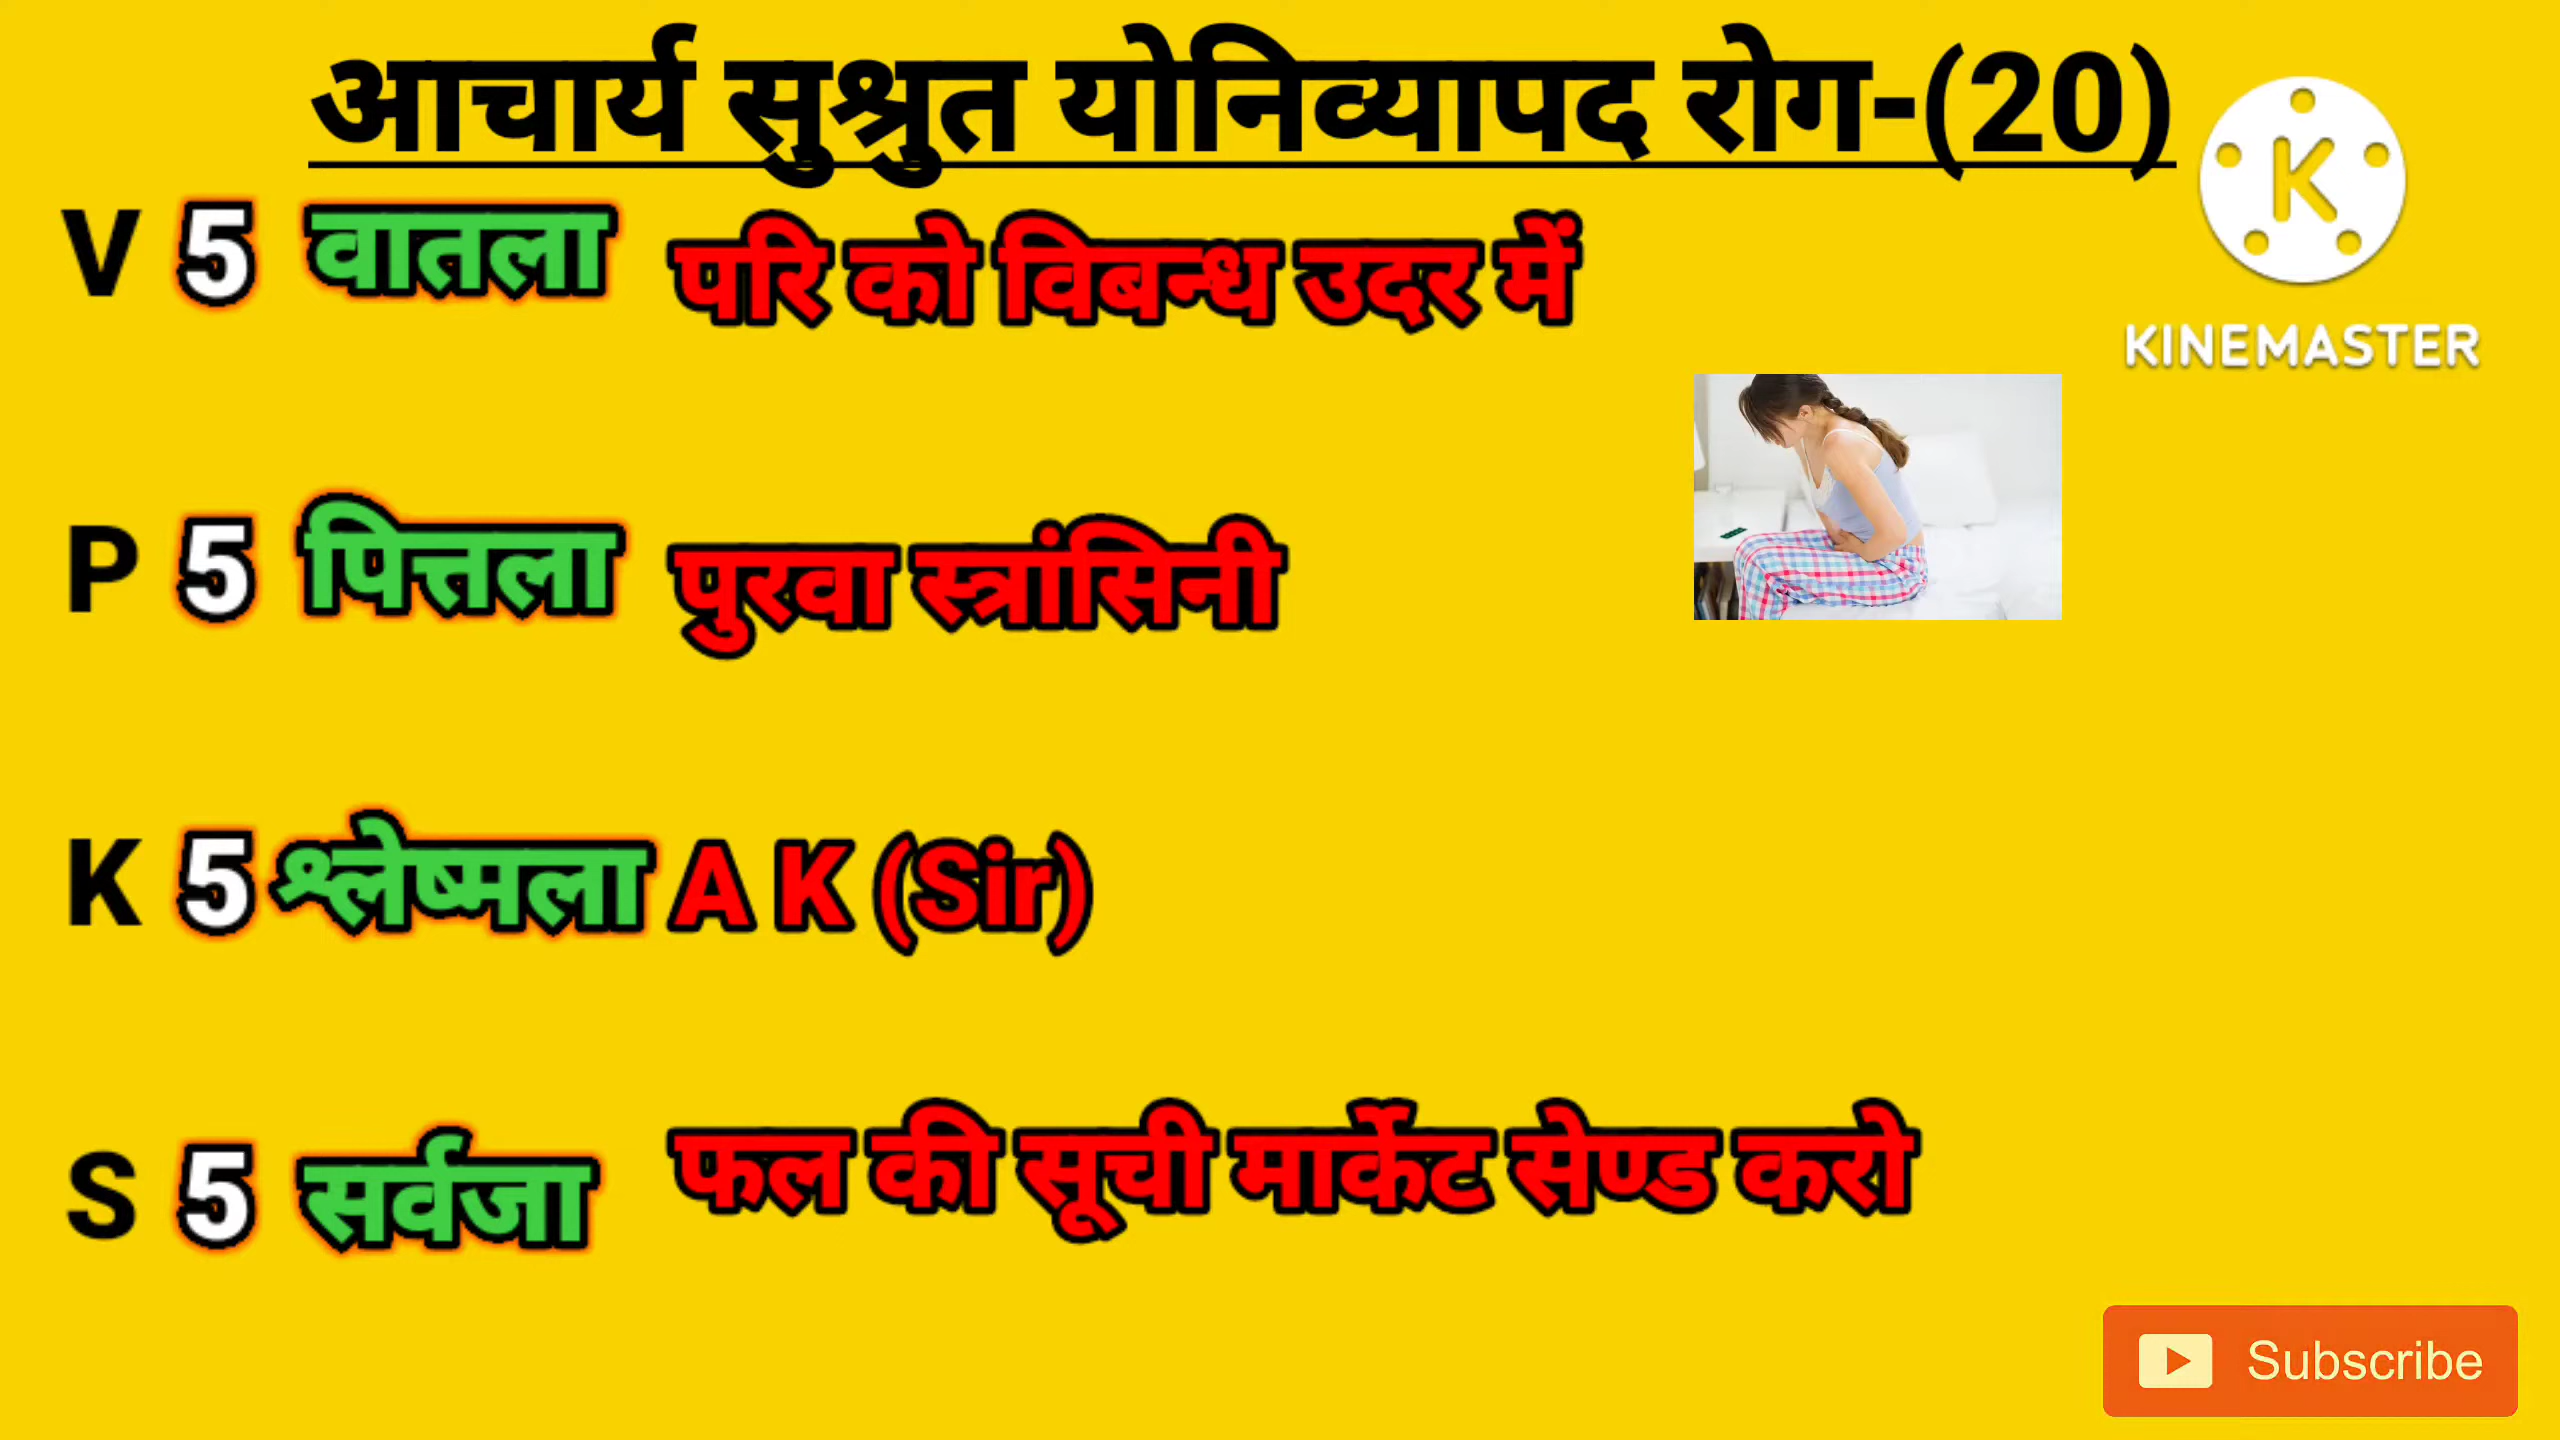 आचार्य सुश्रुत योनिव्यापद रोग-(20)
V 5 वातला परि को विबन्ध उदर में
KINEMASTER
P 5 पित्तला पुरवा स्त्रांसिनी
K 5 श्लेष्मला A K (Sir)
S 5 सर्वजा फल की सूची मार्केट सेण्ड करो
Subscribe